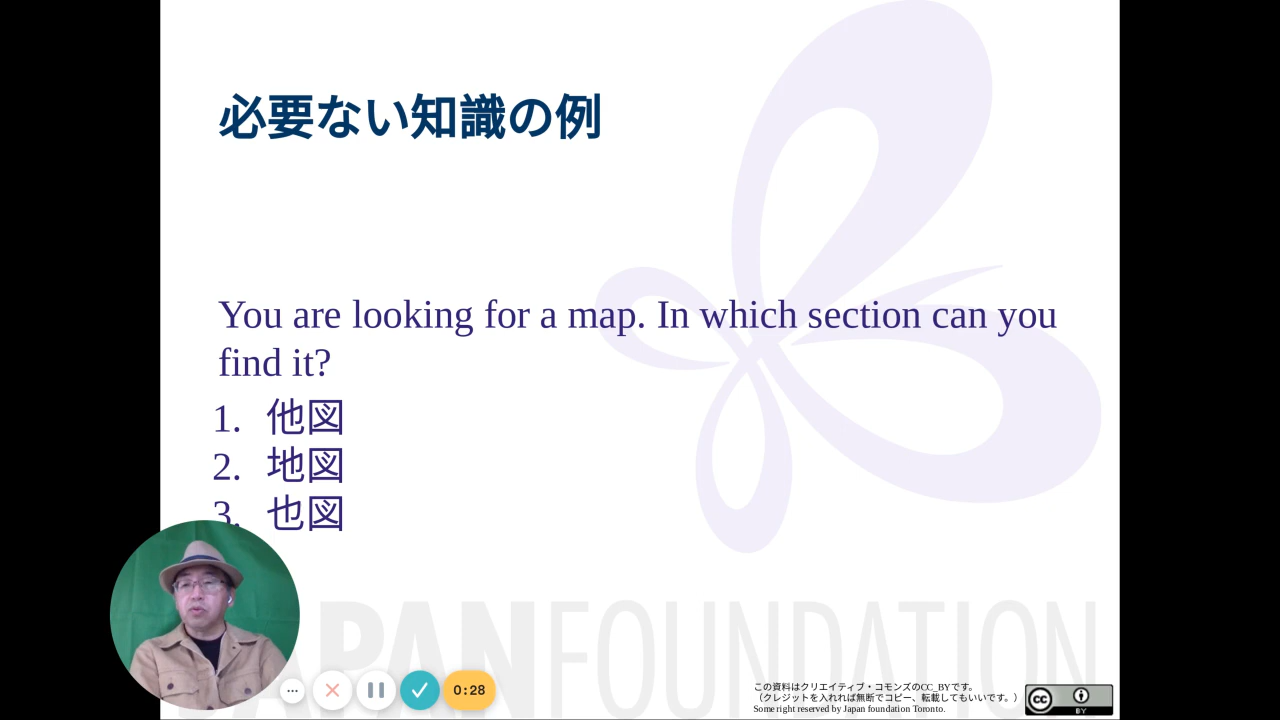 必要ない知識の例
You are looking for a map. In which section can you
find it?
1. 他図
2. 地図
3. 也図
JAPAN FOUNDATION
0:28
この資料はクリエイティブ・コモンズのCC_BYです。
（クレジットを入れれば無断でコピー、転載してもいいです。）
Some right reserved by Japan foundation Toronto.
CC
BY